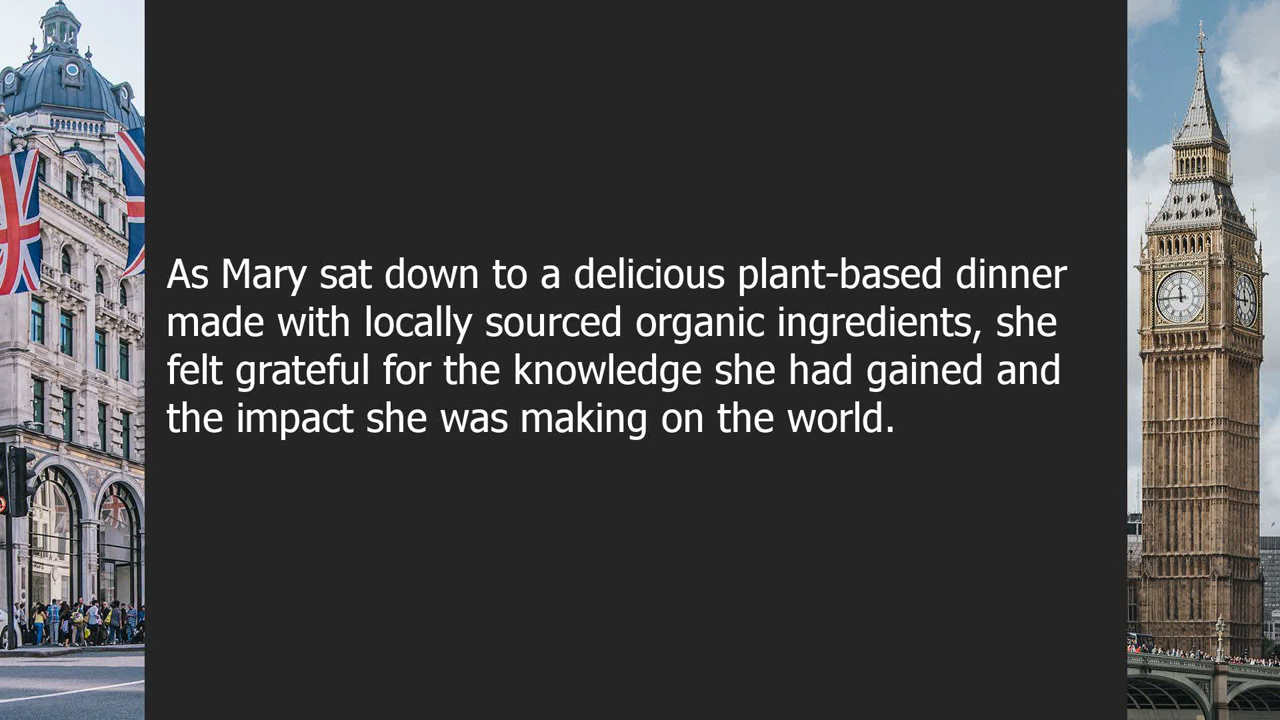 As Mary sat down to a delicious plant-based dinner
made with locally sourced organic ingredients, she
felt grateful for the knowledge she had gained and
the impact she was making on the world.